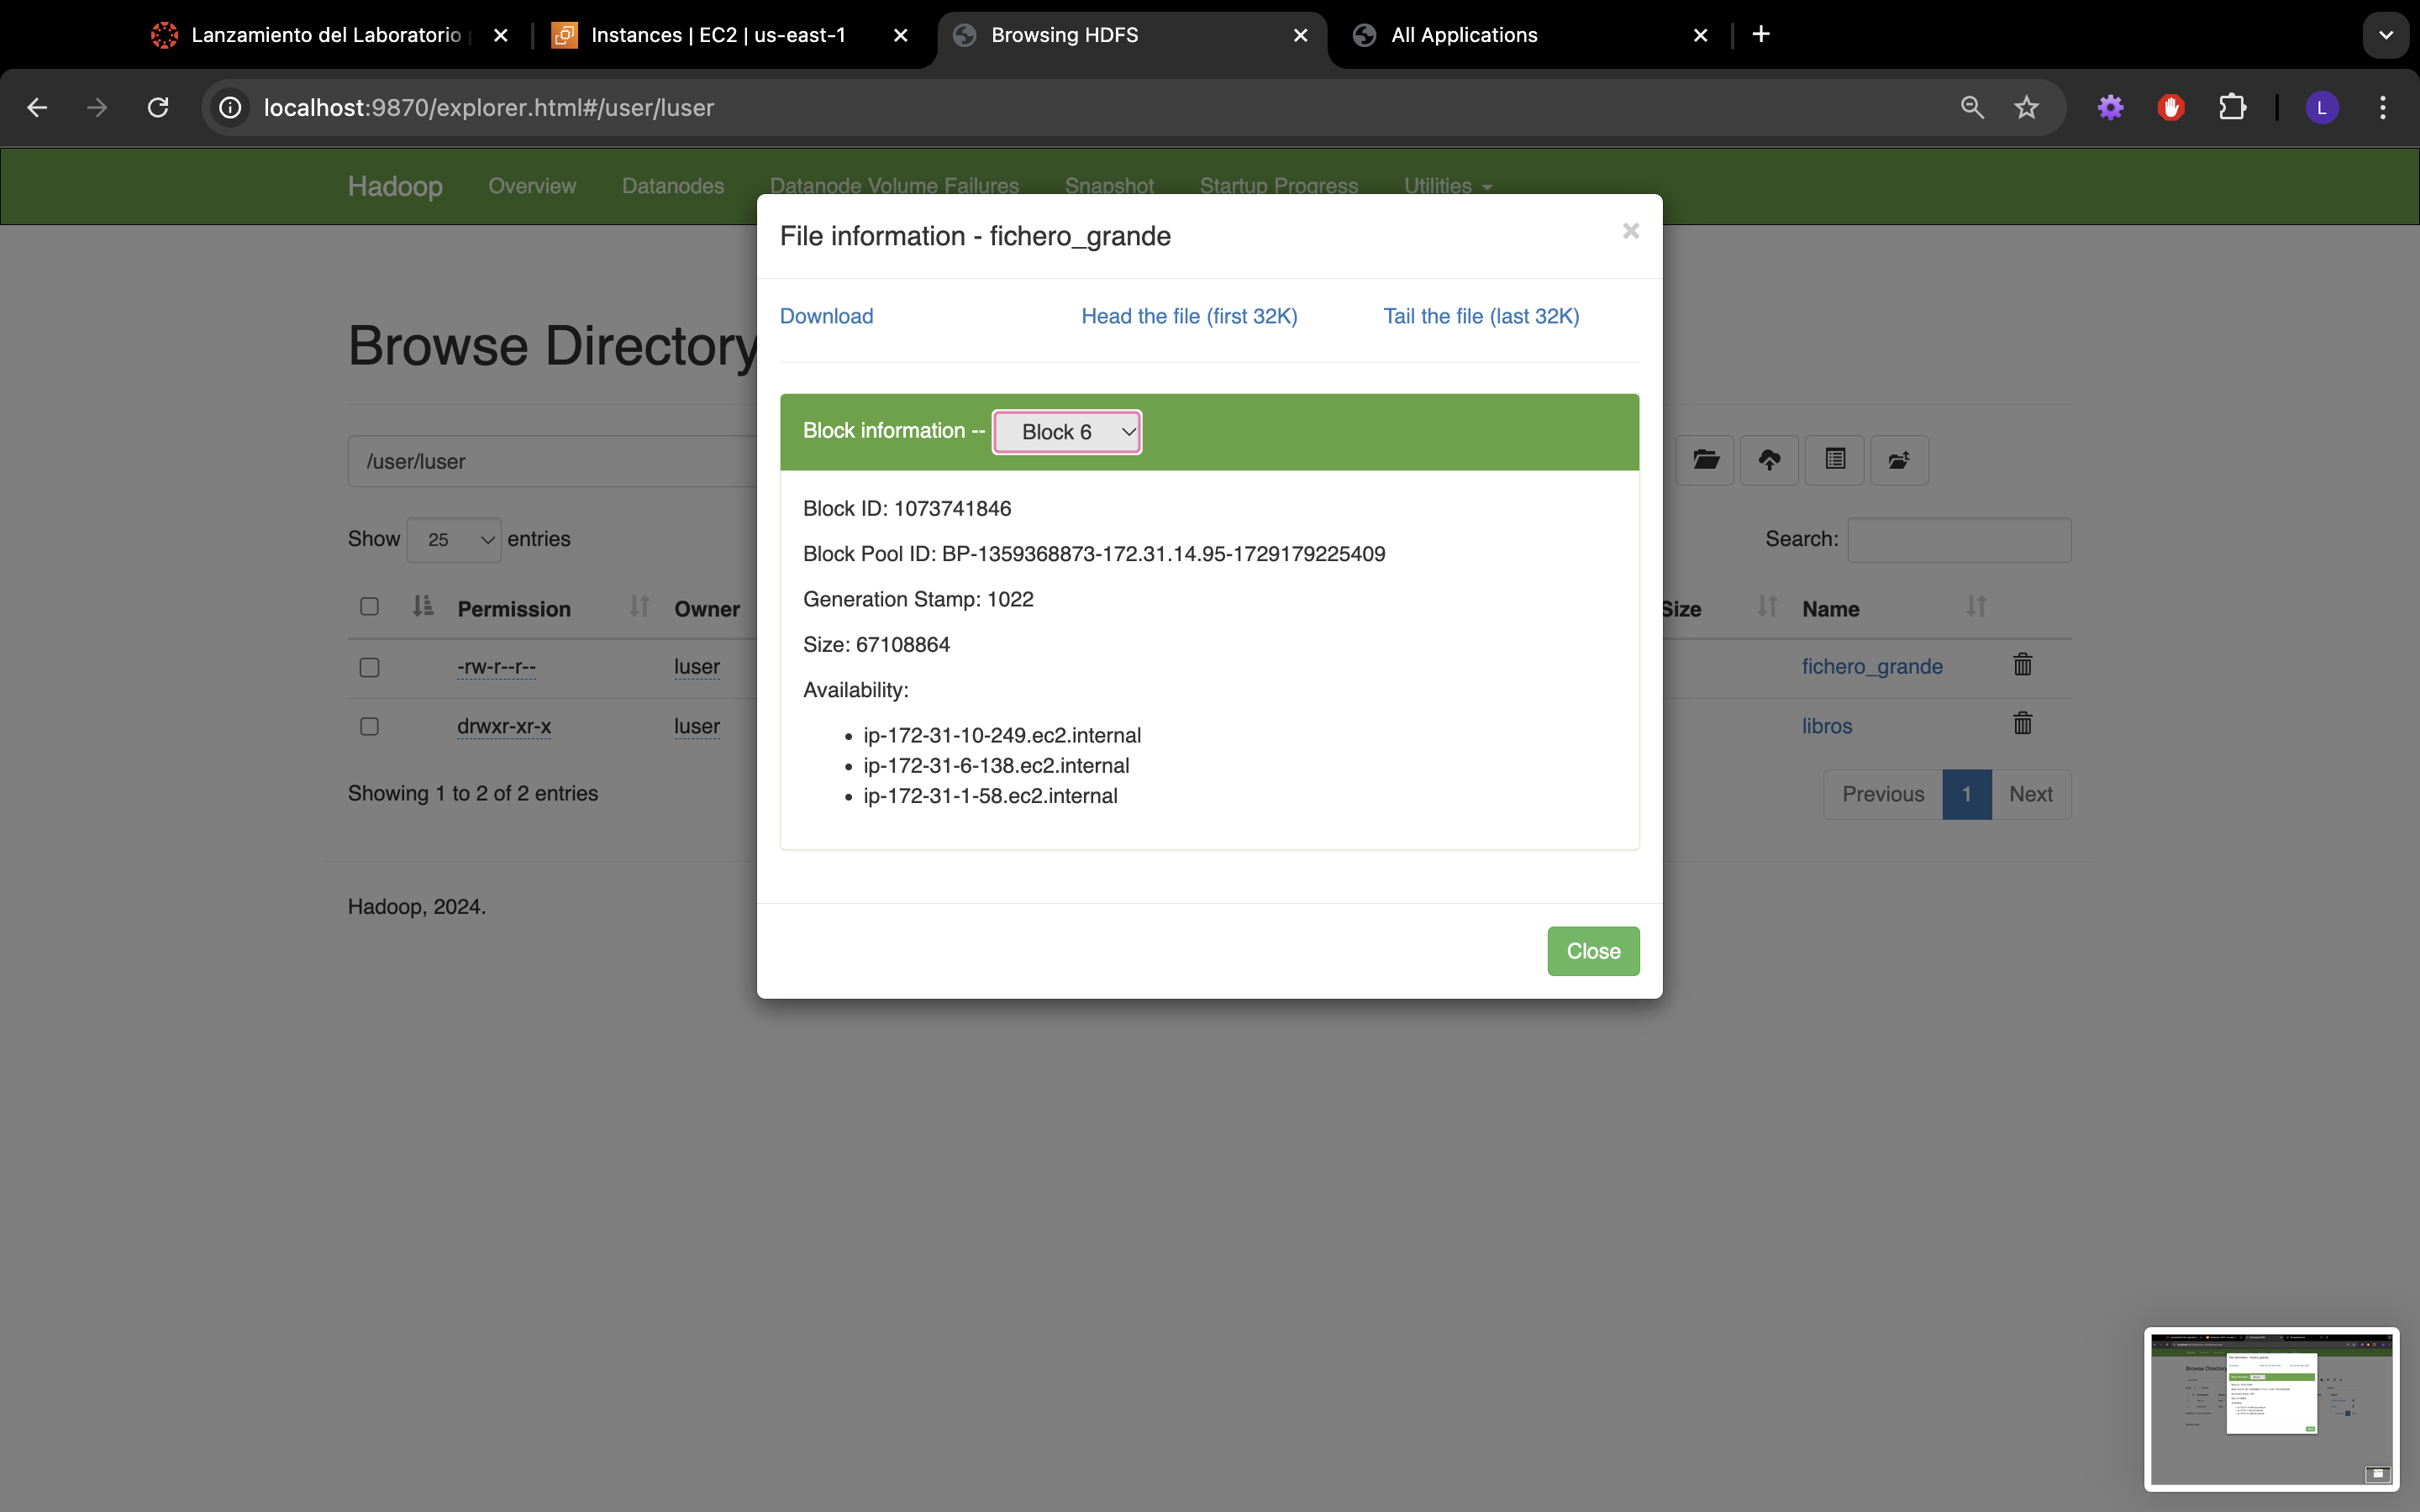 Lanzamiento del Laboratorio
Instances | EC2 | us-east-1
Browsing HDFS
All Applications
localhost:9870/explorer.html#/user/luser
L
Hadoop
Overview
Datanodes
Datanode Volume Failures
Snapshot
Startup Progress
Utilities
File information - fichero_grande
×
Download
Head the file (first 32K)
Tail the file (last 32K)
Browse Directory
Block information -- Block 6
/user/luser
Block ID: 1073741846
Show 25 entries
Search:
Block Pool ID: BP-1359368873-172.31.14.95-1729179225409
Generation Stamp: 1022
Permission
Owner
Size
Name
Size: 67108864
-rw-r--r--
luser
fichero_grande
Availability:
drwxr-xr-x
luser
libros
• ip-172-31-10-249.ec2.internal
• ip-172-31-6-138.ec2.internal
• ip-172-31-1-58.ec2.internal
Showing 1 to 2 of 2 entries
Previous
1
Next
Hadoop, 2024.
Close